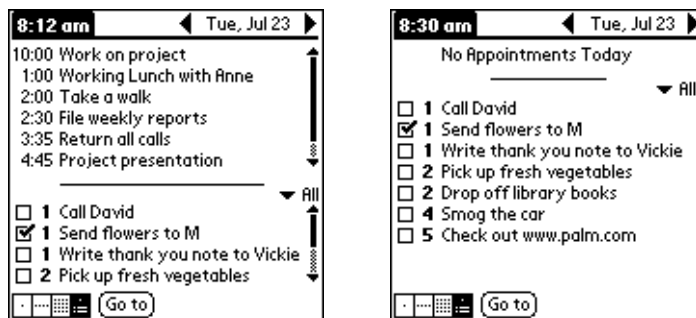 8:12 am Tue, Jul 23
10:00 Work on project
1:00 Working Lunch with Anne
2:00 Take a walk
2:30 File weekly reports
3:35 Return all calls
4:45 Project presentation
All
1 Call David
1 Send flowers to M
1 Write thank you note to Vickie
2 Pick up fresh vegetables
Go to
8:30 am Tue, Jul 23
No Appointments Today
All
1 Call David
1 Send flowers to M
1 Write thank you note to Vickie
2 Pick up fresh vegetables
2 Drop off library books
4 Smog the car
5 Check out www.palm.com
Go to